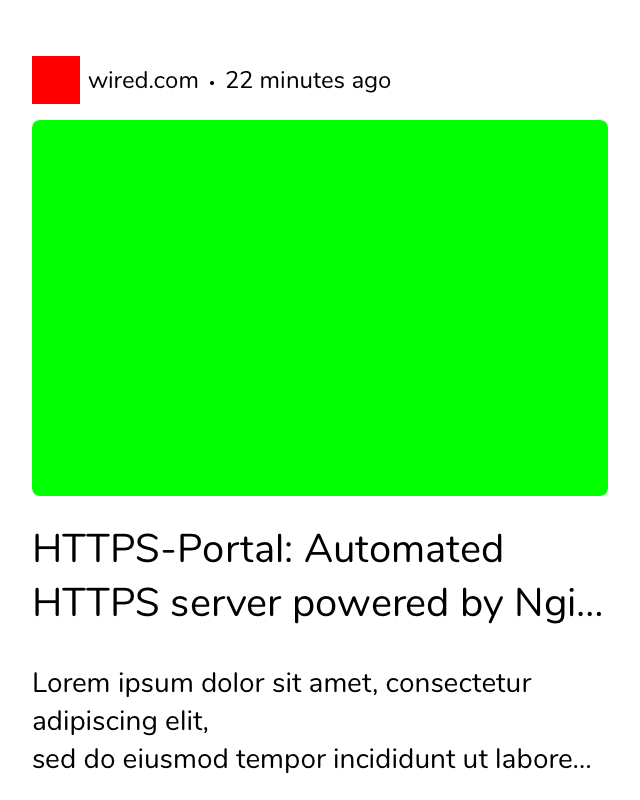 wired.com · 22 minutes ago
HTTPS-Portal: Automated
HTTPS server powered by Ngi...
Lorem ipsum dolor sit amet, consectetur
adipiscing elit,
sed do eiusmod tempor incididunt ut labore...